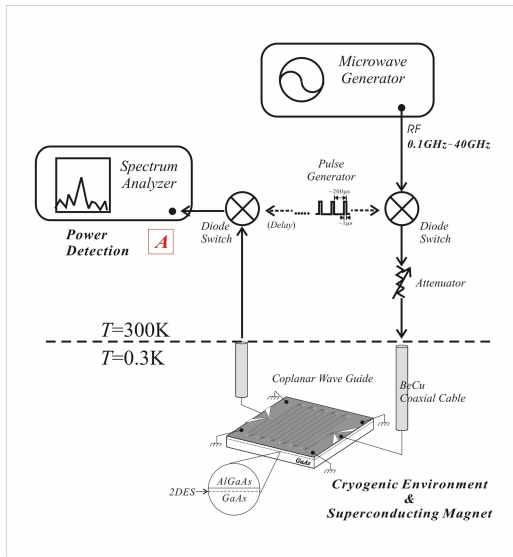 Microwave
Generator
RF
0.1GHz~40GHz
Spectrum
Analyzer
Pulse
Generator
~200μs
~1μs
(Delay)
Diode
Switch
Diode
Switch
Power
Detection
A
Attenuator
T=300K
T=0.3K
Coplanar Wave Guide
BeCu
Coaxial Cable
GaAs
AlGaAs
GaAs
2DES
Cryogenic Environment
&
Superconducting Magnet